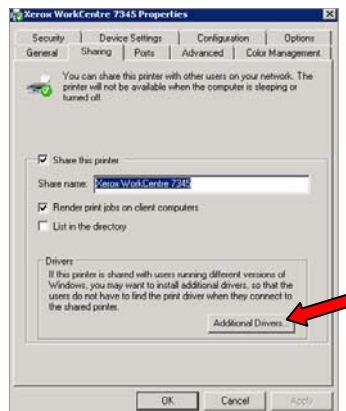 Xerox WorkCentre 7345 Properties
Security Device Settings Configuration Options
General Sharing Ports Advanced Color Management
You can share this printer with other users on your network. The
printer will not be available when the computer is sleeping or
turned off.
Share this printer
Share name: Xerox WorkCentre 7345
Render print jobs on client computers
List in the directory
Drivers
If this printer is shared with users running different versions of
Windows, you may want to install additional drivers, so that the
users do not have to find the print driver when they connect to
the shared printer.
Additional Drivers...
OK Cancel Apply